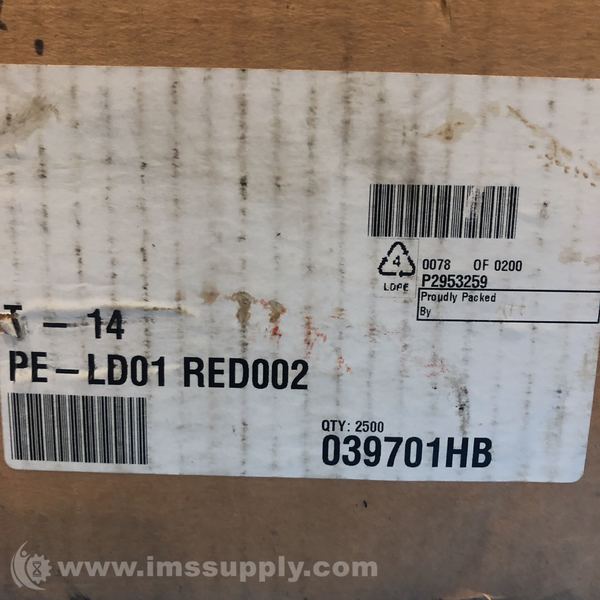 4
LDPE
0078 OF 0200
P2953259
Proudly Packed
By
T - 14
PE-LD01 RED002
QTY: 2500
039701HB
www.imssupply.com